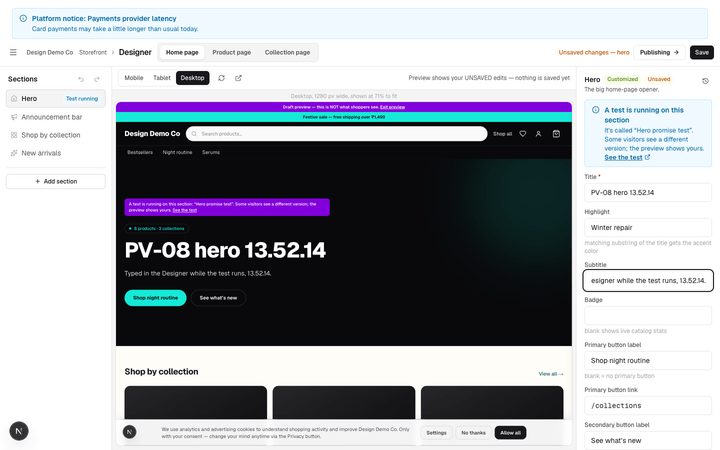 Platform notice: Payments provider latency
Card payments may take a little longer than usual today.
Design Demo Co Storefront › Designer
Home page Product page Collection page
Unsaved changes — hero
Publishing →
Save
Sections
Hero Test running
Announcement bar
Shop by collection
New arrivals
+ Add section
Mobile Tablet Desktop
Preview shows your UNSAVED edits — nothing is saved yet
Desktop, 1280 px wide, shown at 71% to fit
Draft preview — this is NOT what shoppers see. Exit preview
Festive sale — free shipping over ₹1,499
Design Demo Co
Search products…
Shop all
Bestsellers Night routine Serums
A test is running on this section: "Hero promise test". Some visitors see a different version; the
preview shows yours. See the test
8 products · 3 collections
PV-08 hero 13.52.14
Typed in the Designer while the test runs, 13.52.14.
Shop night routine See what's new
Shop by collection
View all →
N
We use analytics and advertising cookies to understand shopping activity and improve Design Demo Co. Only
with your consent — change your mind anytime via the Privacy button.
Settings No thanks Allow all
N
Hero Customized Unsaved
The big home-page opener.
A test is running on this
section
It's called "Hero promise test".
Some visitors see a different
version; the preview shows yours.
See the test
Title *
PV-08 hero 13.52.14
Highlight
Winter repair
matching substring of the title gets the accent
color
Subtitle
esigner while the test runs, 13.52.14.
Badge
blank shows live catalog stats
Primary button label
Shop night routine
blank = no primary button
Primary button link
/collections
Secondary button label
See what's new